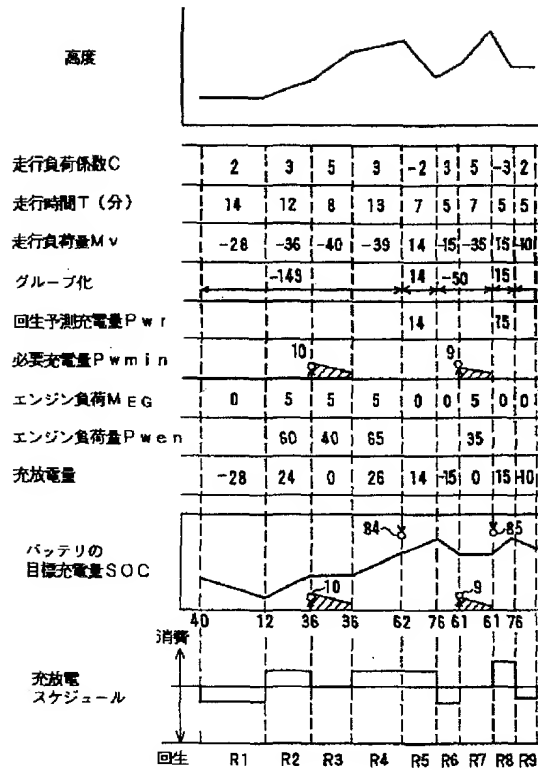 高度
走行負荷係数C 2 3 5 3 -2 3 5 -3 2
走行時間T(分) 14 12 8 13 7 5 7 5 5
走行負荷量Mv -28 -36 -40 -39 14 -15 -35 15 -10
グループ化 -143 14 -50 15
回生予測充電量Pwr 14 15
必要充電量Pwmin 10 9
エンジン負荷MEG 0 5 5 5 0 0 5 0 0
エンジン負荷量Pwen 60 40 65 35
充放電量 -28 24 0 26 14 -15 0 15 -10
84 85
バッテリの
目標充電量SOC
10 9
40 12 36 36 62 76 61 61 76
消費
充放電
スケジュール
回生 R1 R2 R3 R4 R5 R6 R7 R8 R9